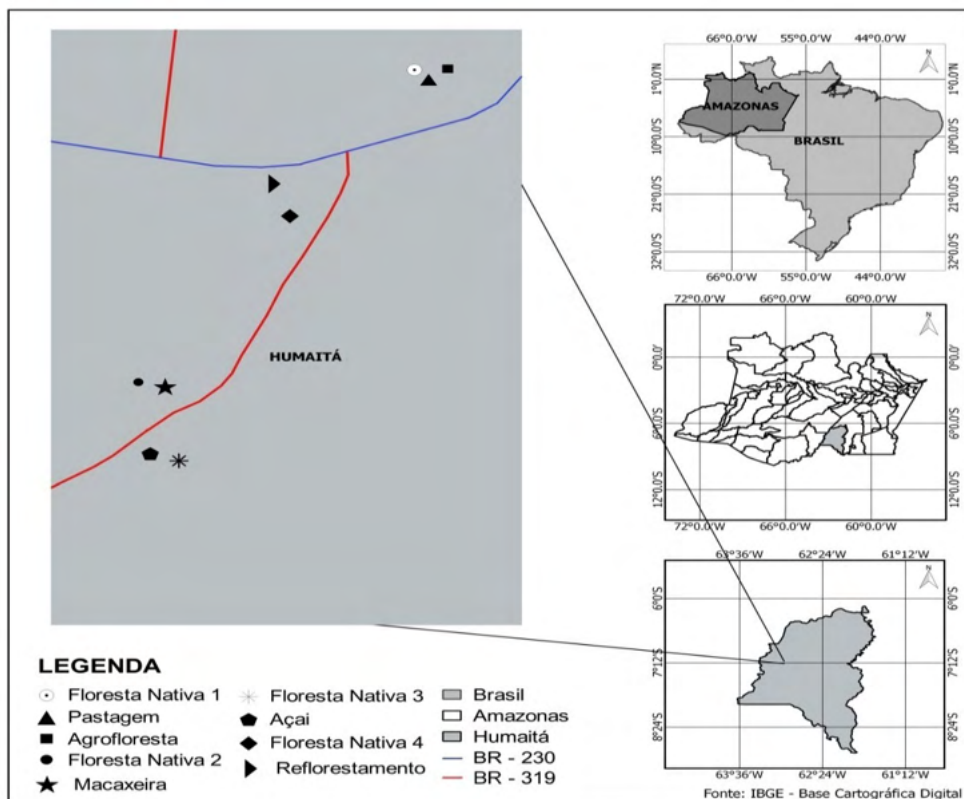 HUMAITÁ
66°0.0'W 55°0.0'W 44°0.0'W
N
1°0.0'N
10°0.0'S
21°0.0'S
32°0.0'S
1°0.0'N
10°0.0'S
21°0.0'S
32°0.0'S
AMAZONAS
BRASIL
66°0.0'W 55°0.0'W 44°0.0'W
72°0.0'W 66°0.0'W 60°0.0'W
N
0°0.0'
6°0.0'S
12°0.0'S
0°0.0'
6°0.0'S
12°0.0'S
72°0.0'W 66°0.0'W 60°0.0'W
63°36'W 62°24'W 61°12'W
N
6°0'S
7°12'S
8°24'S
6°0'S
7°12'S
8°24'S
63°36'W 62°24'W 61°12'W
LEGENDA
Floresta Nativa 1
Pastagem
Agrofloresta
Floresta Nativa 2
Macaxeira
Floresta Nativa 3
Açai
Floresta Nativa 4
Reflorestamento
Brasil
Amazonas
Humaitá
BR - 230
BR - 319
Fonte: IBGE - Base Cartográfica Digital